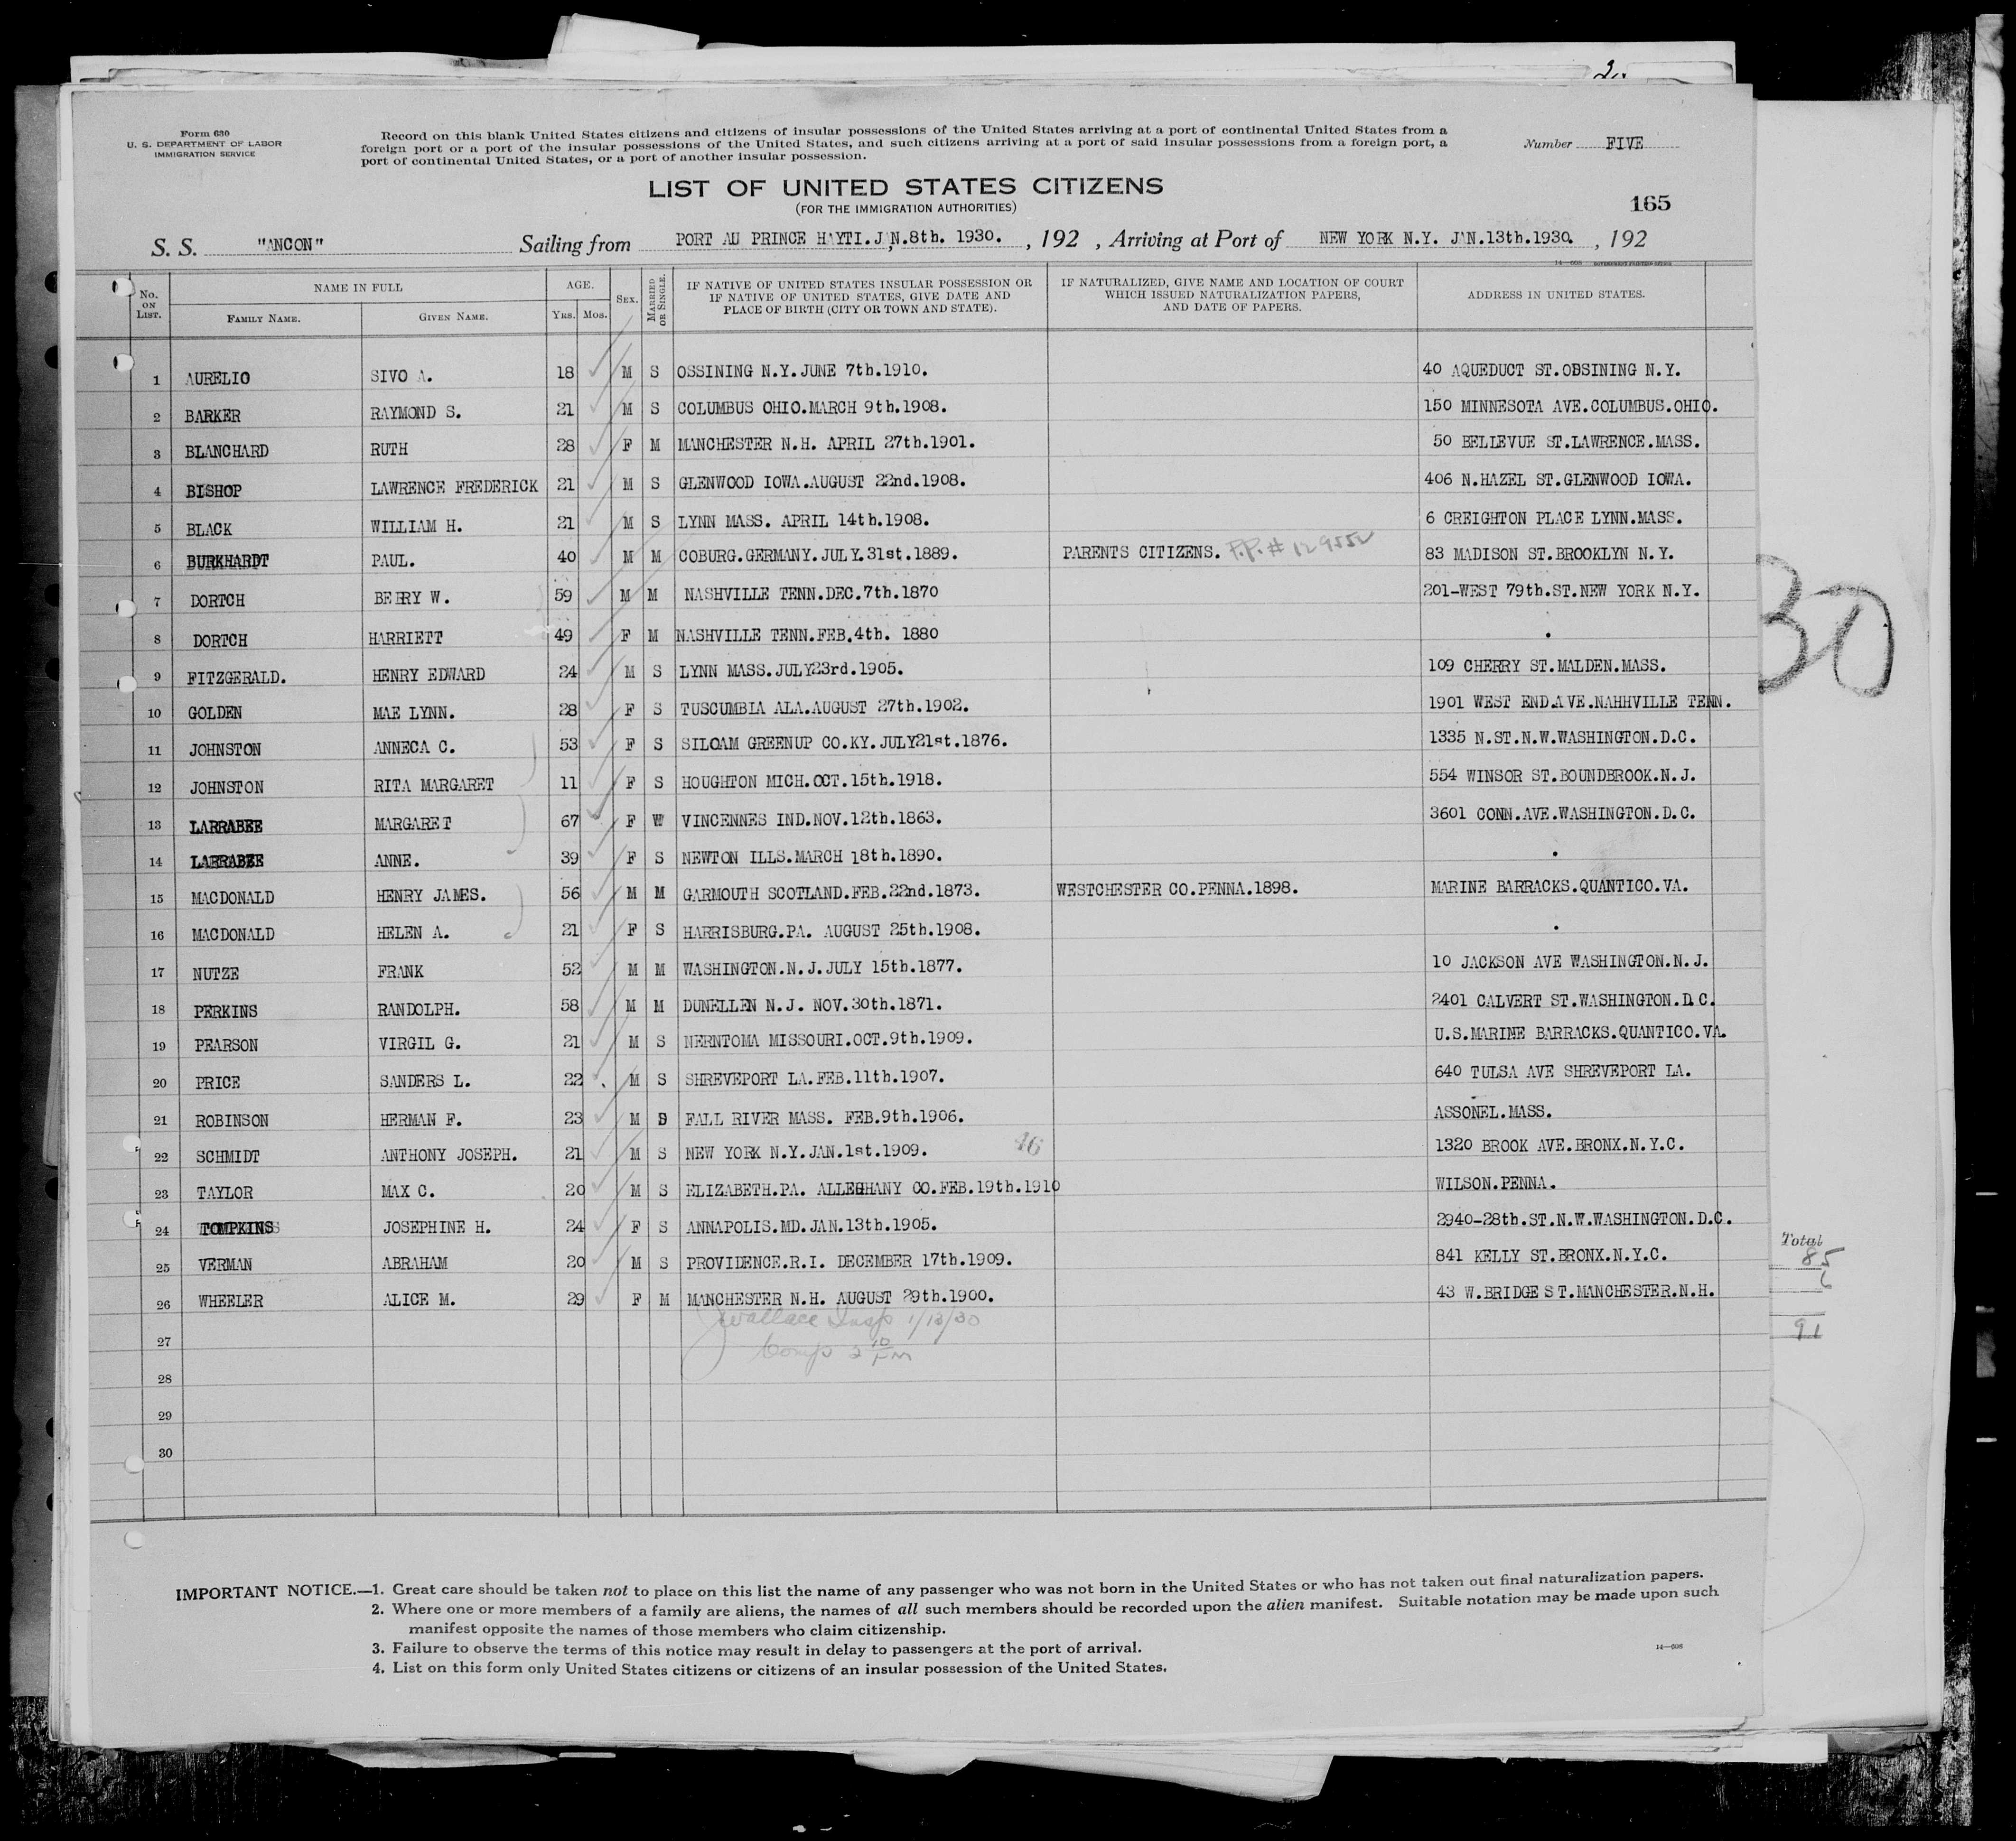 2
Form 630
U. S. DEPARTMENT OF LABOR
IMMIGRATION SERVICE
Record on this blank United States citizens and citizens of insular possessions of the United States arriving at a port of continental United States from a
foreign port or a port of the insular possessions of the United States, and such citizens arriving at a port of said insular possessions from a foreign port, a
port of continental United States, or a port of another insular possession.
Number FIVE
LIST OF UNITED STATES CITIZENS
(FOR THE IMMIGRATION AUTHORITIES)
165
S. S. "ANCON" Sailing from PORT AU PRINCE HAYTI. JAN.8th. 1930. , 192 , Arriving at Port of NEW YORK N.Y. JAN.13th.1930. , 192
14—608 GOVERNMENT PRINTING OFFICE
No. ON LIST. NAME IN FULL FAMILY NAME. GIVEN NAME. AGE. YRS. MOS. SEX. MARRIED OR SINGLE. IF NATIVE OF UNITED STATES INSULAR POSSESSION OR IF NATIVE OF UNITED STATES, GIVE DATE AND PLACE OF BIRTH (CITY OR TOWN AND STATE). IF NATURALIZED, GIVE NAME AND LOCATION OF COURT WHICH ISSUED NATURALIZATION PAPERS, AND DATE OF PAPERS. ADDRESS IN UNITED STATES.
1 AURELIO SIVO A. 18 M S OSSINING N.Y. JUNE 7th.1910. 40 AQUEDUCT ST.OBSINING N.Y.
2 BARKER RAYMOND S. 21 M S COLUMBUS OHIO.MARCH 9th.1908. 150 MINNESOTA AVE.COLUMBUS.OHIO.
3 BLANCHARD RUTH 28 F M MANCHESTER N.H. APRIL 27th.1901. 50 BELLEVUE ST.LAWRENCE.MASS.
4 BISHOP LAWRENCE FREDERICK 21 M S GLENWOOD IOWA.AUGUST 22nd.1908. 406 N.HAZEL ST.GLENWOOD IOWA.
5 BLACK WILLIAM H. 21 M S LYNN MASS. APRIL 14th.1908. 6 CREIGHTON PLACE LYNN.MASS.
6 BURKHARDT PAUL. 40 M M COBURG.GERMANY.JULY.31st.1889. PARENTS CITIZENS. P.P.# 129552 83 MADISON ST.BROOKLYN N.Y.
7 DORTCH BERRY W. 59 M M NASHVILLE TENN.DEC.7th.1870 201-WEST 79th.ST.NEW YORK N.Y.
8 DORTCH HARRIETT 49 F M NASHVILLE TENN.FEB.4th. 1880 .
9 FITZGERALD. HENRY EDWARD 24 M S LYNN MASS.JULY23rd.1905. 109 CHERRY ST.MALDEN.MASS.
10 GOLDEN MAE LYNN. 28 F S TUSCUMBIA ALA.AUGUST 27th.1902. 1901 WEST END.AVE.NAHHVILLE TENN.
11 JOHNSTON ANNECA C. 53 F S SILOAM GREENUP CO.KY. JULY21st.1876. 1335 N.ST.N.W.WASHINGTON.D.C.
12 JOHNSTON RITA MARGARET 11 F S HOUGHTON MICH.OCT.15th.1918. 554 WINSOR ST.BOUNDBROOK.N.J.
13 LARRABEE MARGARET 67 F W VINCENNES IND.NOV.12th.1863. 3601 CONN.AVE.WASHINGTON.D.C.
14 LARRABEE ANNE. 39 F S NEWTON ILLS.MARCH 18th.1890. .
15 MACDONALD HENRY JAMES. 56 M M GARMOUTH SCOTLAND.FEB.22nd.1873. WESTCHESTER CO.PENNA.1898. MARINE BARRACKS.QUANTICO.VA.
16 MACDONALD HELEN A. 21 F S HARRISBURG.PA. AUGUST 25th.1908. .
17 NUTZE FRANK 52 M M WASHINGTON.N.J.JULY 15th.1877. 10 JACKSON AVE WASHINGTON.N.J.
18 PERKINS RANDOLPH. 58 M M DUNELLEN N.J. NOV.30th.1871. 2401 CALVERT ST.WASHINGTON.D.C.
19 PEARSON VIRGIL G. 21 M S NERNTOMA MISSOURI.OCT.9th.1909. U.S.MARINE BARRACKS.QUANTICO.VA.
20 PRICE SANDERS L. 22 M S SHREVEPORT LA.FEB.11th.1907. 640 TULSA AVE SHREVEPORT LA.
21 ROBINSON HERMAN F. 23 M S FALL RIVER MASS. FEB.9th.1906. ASSONEL.MASS.
22 SCHMIDT ANTHONY JOSEPH. 21 M S NEW YORK N.Y.JAN.1st.1909. 46 1320 BROOK AVE.BRONX.N.Y.C.
23 TAYLOR MAX C. 20 M S ELIZABETH.PA. ALLEGHANY CO.FEB.19th.1910 WILSON.PENNA.
24 TOMPKINS JOSEPHINE H. 24 F S ANNAPOLIS.MD.JAN.13th.1905. 2940-28th.ST.N.W.WASHINGTON.D.C.
25 VERMAN ABRAHAM 20 M S PROVIDENCE.R.I. DECEMBER 17th.1909. 841 KELLY ST.BRONX.N.Y.C.
26 WHEELER ALICE M. 29 F M MANCHESTER N.H. AUGUST 29th.1900. 43 W.BRIDGE ST.MANCHESTER.N.H.
Wallace Insp 1/13/30
27 Comp 2 10 PM
28
29
30
30
Total
85
6
91
IMPORTANT NOTICE.—1. Great care should be taken not to place on this list the name of any passenger who was not born in the United States or who has not taken out final naturalization papers.
2. Where one or more members of a family are aliens, the names of all such members should be recorded upon the alien manifest. Suitable notation may be made upon such
manifest opposite the names of those members who claim citizenship.
3. Failure to observe the terms of this notice may result in delay to passengers at the port of arrival.
14—608
4. List on this form only United States citizens or citizens of an insular possession of the United States.